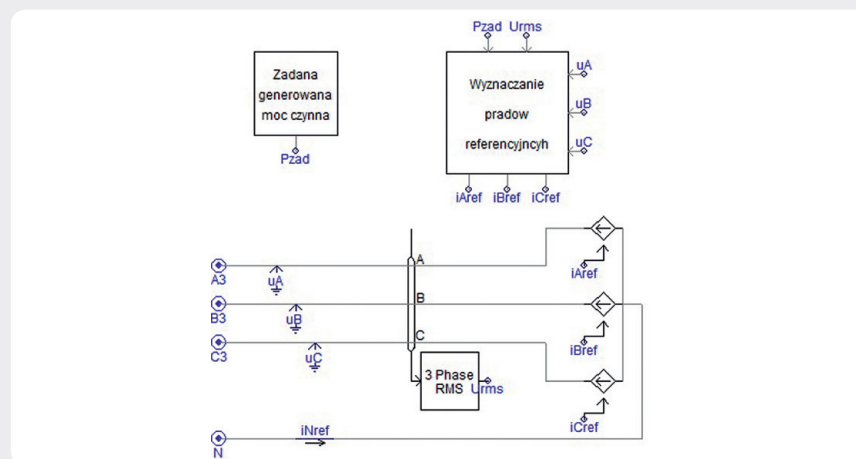 Pzad Urms
Zadana
generowana
moc czynna
Pzad
Wyznaczanie
pradow
referencyjncyh
uA
uB
uC
iAref iBref iCref
A
A3
uA
iAref
B
B3
uB
iBref
C
C3
uC
3 Phase
RMS
Urms
iCref
iNref
N